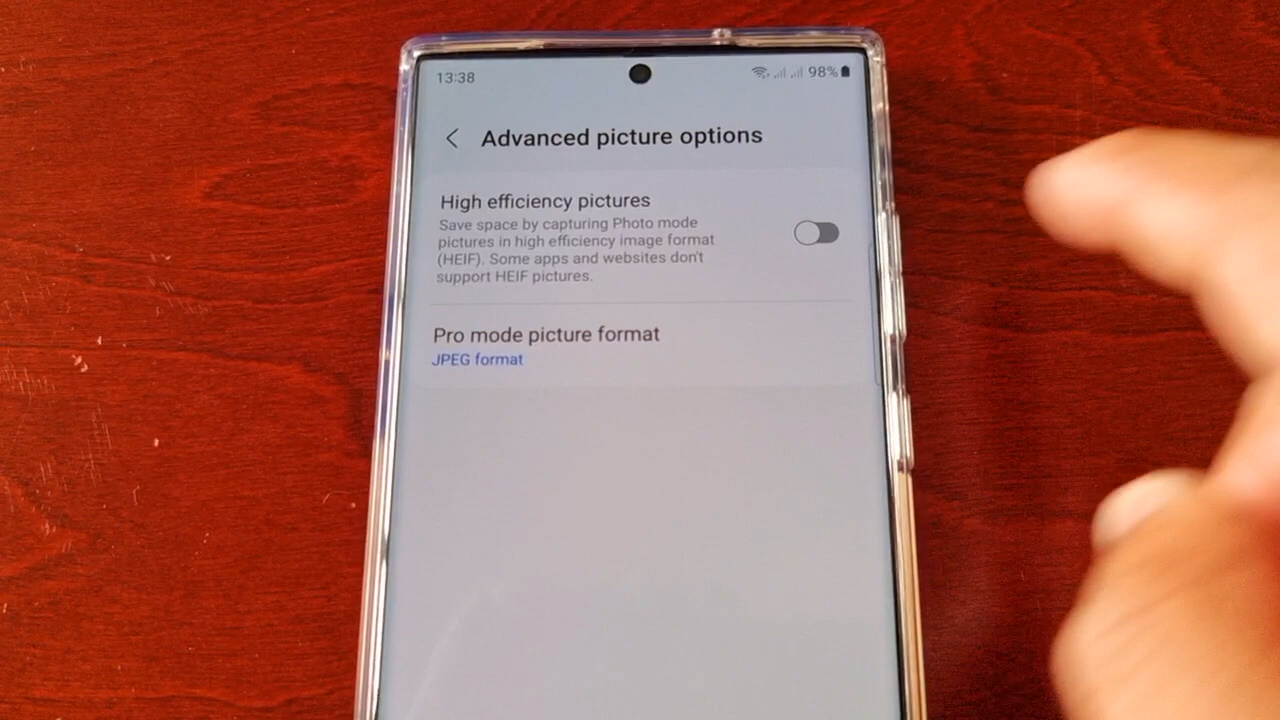 13:38
98%
Advanced picture options
High efficiency pictures
Save space by capturing Photo mode
pictures in high efficiency image format
(HEIF). Some apps and websites don't
support HEIF pictures.
Pro mode picture format
JPEG format